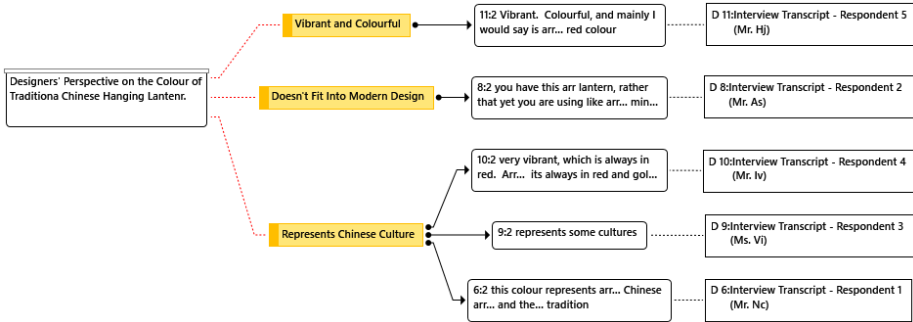 Designers' Perspective on the Colour of
Traditiona Chinese Hanging Lantenr.
Vibrant and Colourful
11:2 Vibrant.  Colourful, and mainly I
would say is arr... red colour
D 11:Interview Transcript - Respondent 5
(Mr. Hj)
Doesn't Fit Into Modern Design
8:2 you have this arr lantern, rather
that yet you are using like arr... min...
D 8:Interview Transcript - Respondent 2
(Mr. As)
Represents Chinese Culture
10:2 very vibrant, which is always in
red.  Arr...  its always in red and gol...
D 10:Interview Transcript - Respondent 4
(Mr. Iv)
9:2 represents some cultures
D 9:Interview Transcript - Respondent 3
(Ms. Vi)
6:2 this colour represents arr... Chinese
arr... and the... tradition
D 6:Interview Transcript - Respondent 1
(Mr. Nc)